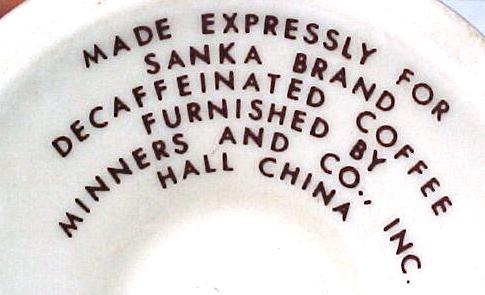 MADE EXPRESSLY FOR
SANKA BRAND
DECAFFEINATED COFFEE
FURNISHED BY
MINNERS AND CO., INC.
HALL CHINA